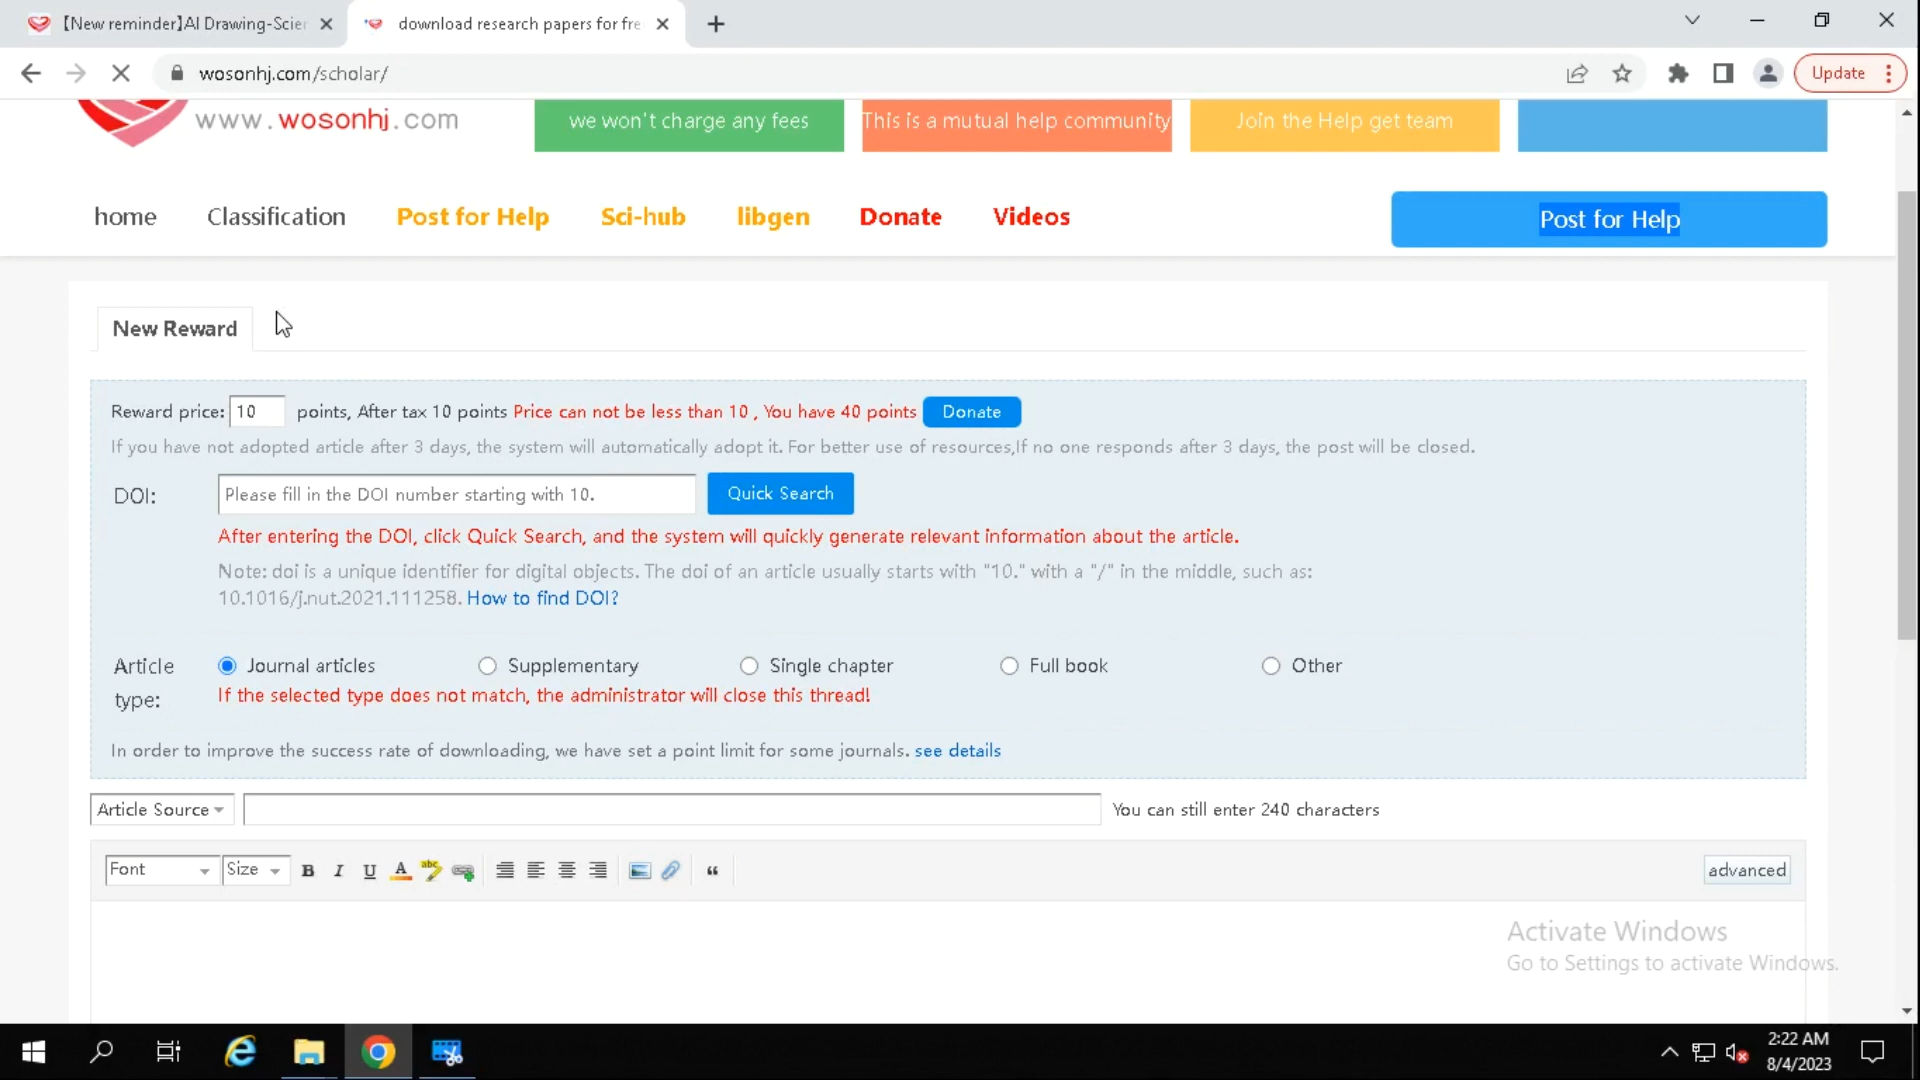 【New reminder】AI Drawing-Scien
download research papers for fre
wosonhj.com/scholar/
Update
www.wosonhj.com
we won't charge any fees
This is a mutual help community
Join the Help get team
home
Classification
Post for Help
Sci-hub
libgen
Donate
Videos
Post for Help
New Reward
Reward price: 10 points, After tax 10 points Price can not be less than 10 , You have 40 points Donate
If you have not adopted article after 3 days, the system will automatically adopt it. For better use of resources,If no one responds after 3 days, the post will be closed.
DOI: Please fill in the DOI number starting with 10. Quick Search
After entering the DOI, click Quick Search, and the system will quickly generate relevant information about the article.
Note: doi is a unique identifier for digital objects. The doi of an article usually starts with "10." with a "/" in the middle, such as:
10.1016/j.nut.2021.111258. How to find DOI?
Article type:
Journal articles
Supplementary
Single chapter
Full book
Other
If the selected type does not match, the administrator will close this thread!
In order to improve the success rate of downloading, we have set a point limit for some journals. see details
Article Source
You can still enter 240 characters
Font
Size
B I U A abc
“
advanced
Activate Windows
Go to Settings to activate Windows.
2:22 AM
8/4/2023